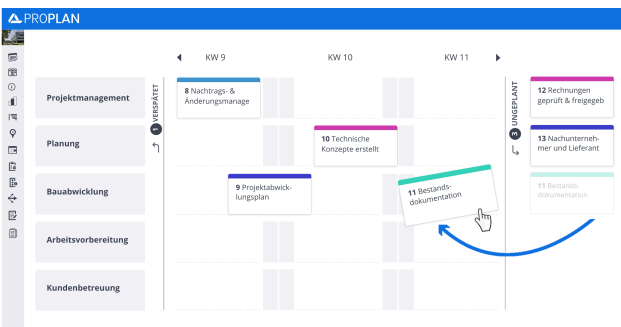 PROPLAN
KW 9
KW 10
KW 11
Projektmanagement
Planung
Bauabwicklung
Arbeitsvorbereitung
Kundenbetreuung
1 VERSPÄTET
8 Nachtrags- &
Änderungsmanage
10 Technische
Konzepte erstellt
9 Projektabwick-
lungsplan
11 Bestands-
dokumentation
3 UNGEPLANT
12 Rechnungen
geprüft & freigegeb
13 Nachunterneh-
mer und Lieferant
11 Bestands-
dokumentation